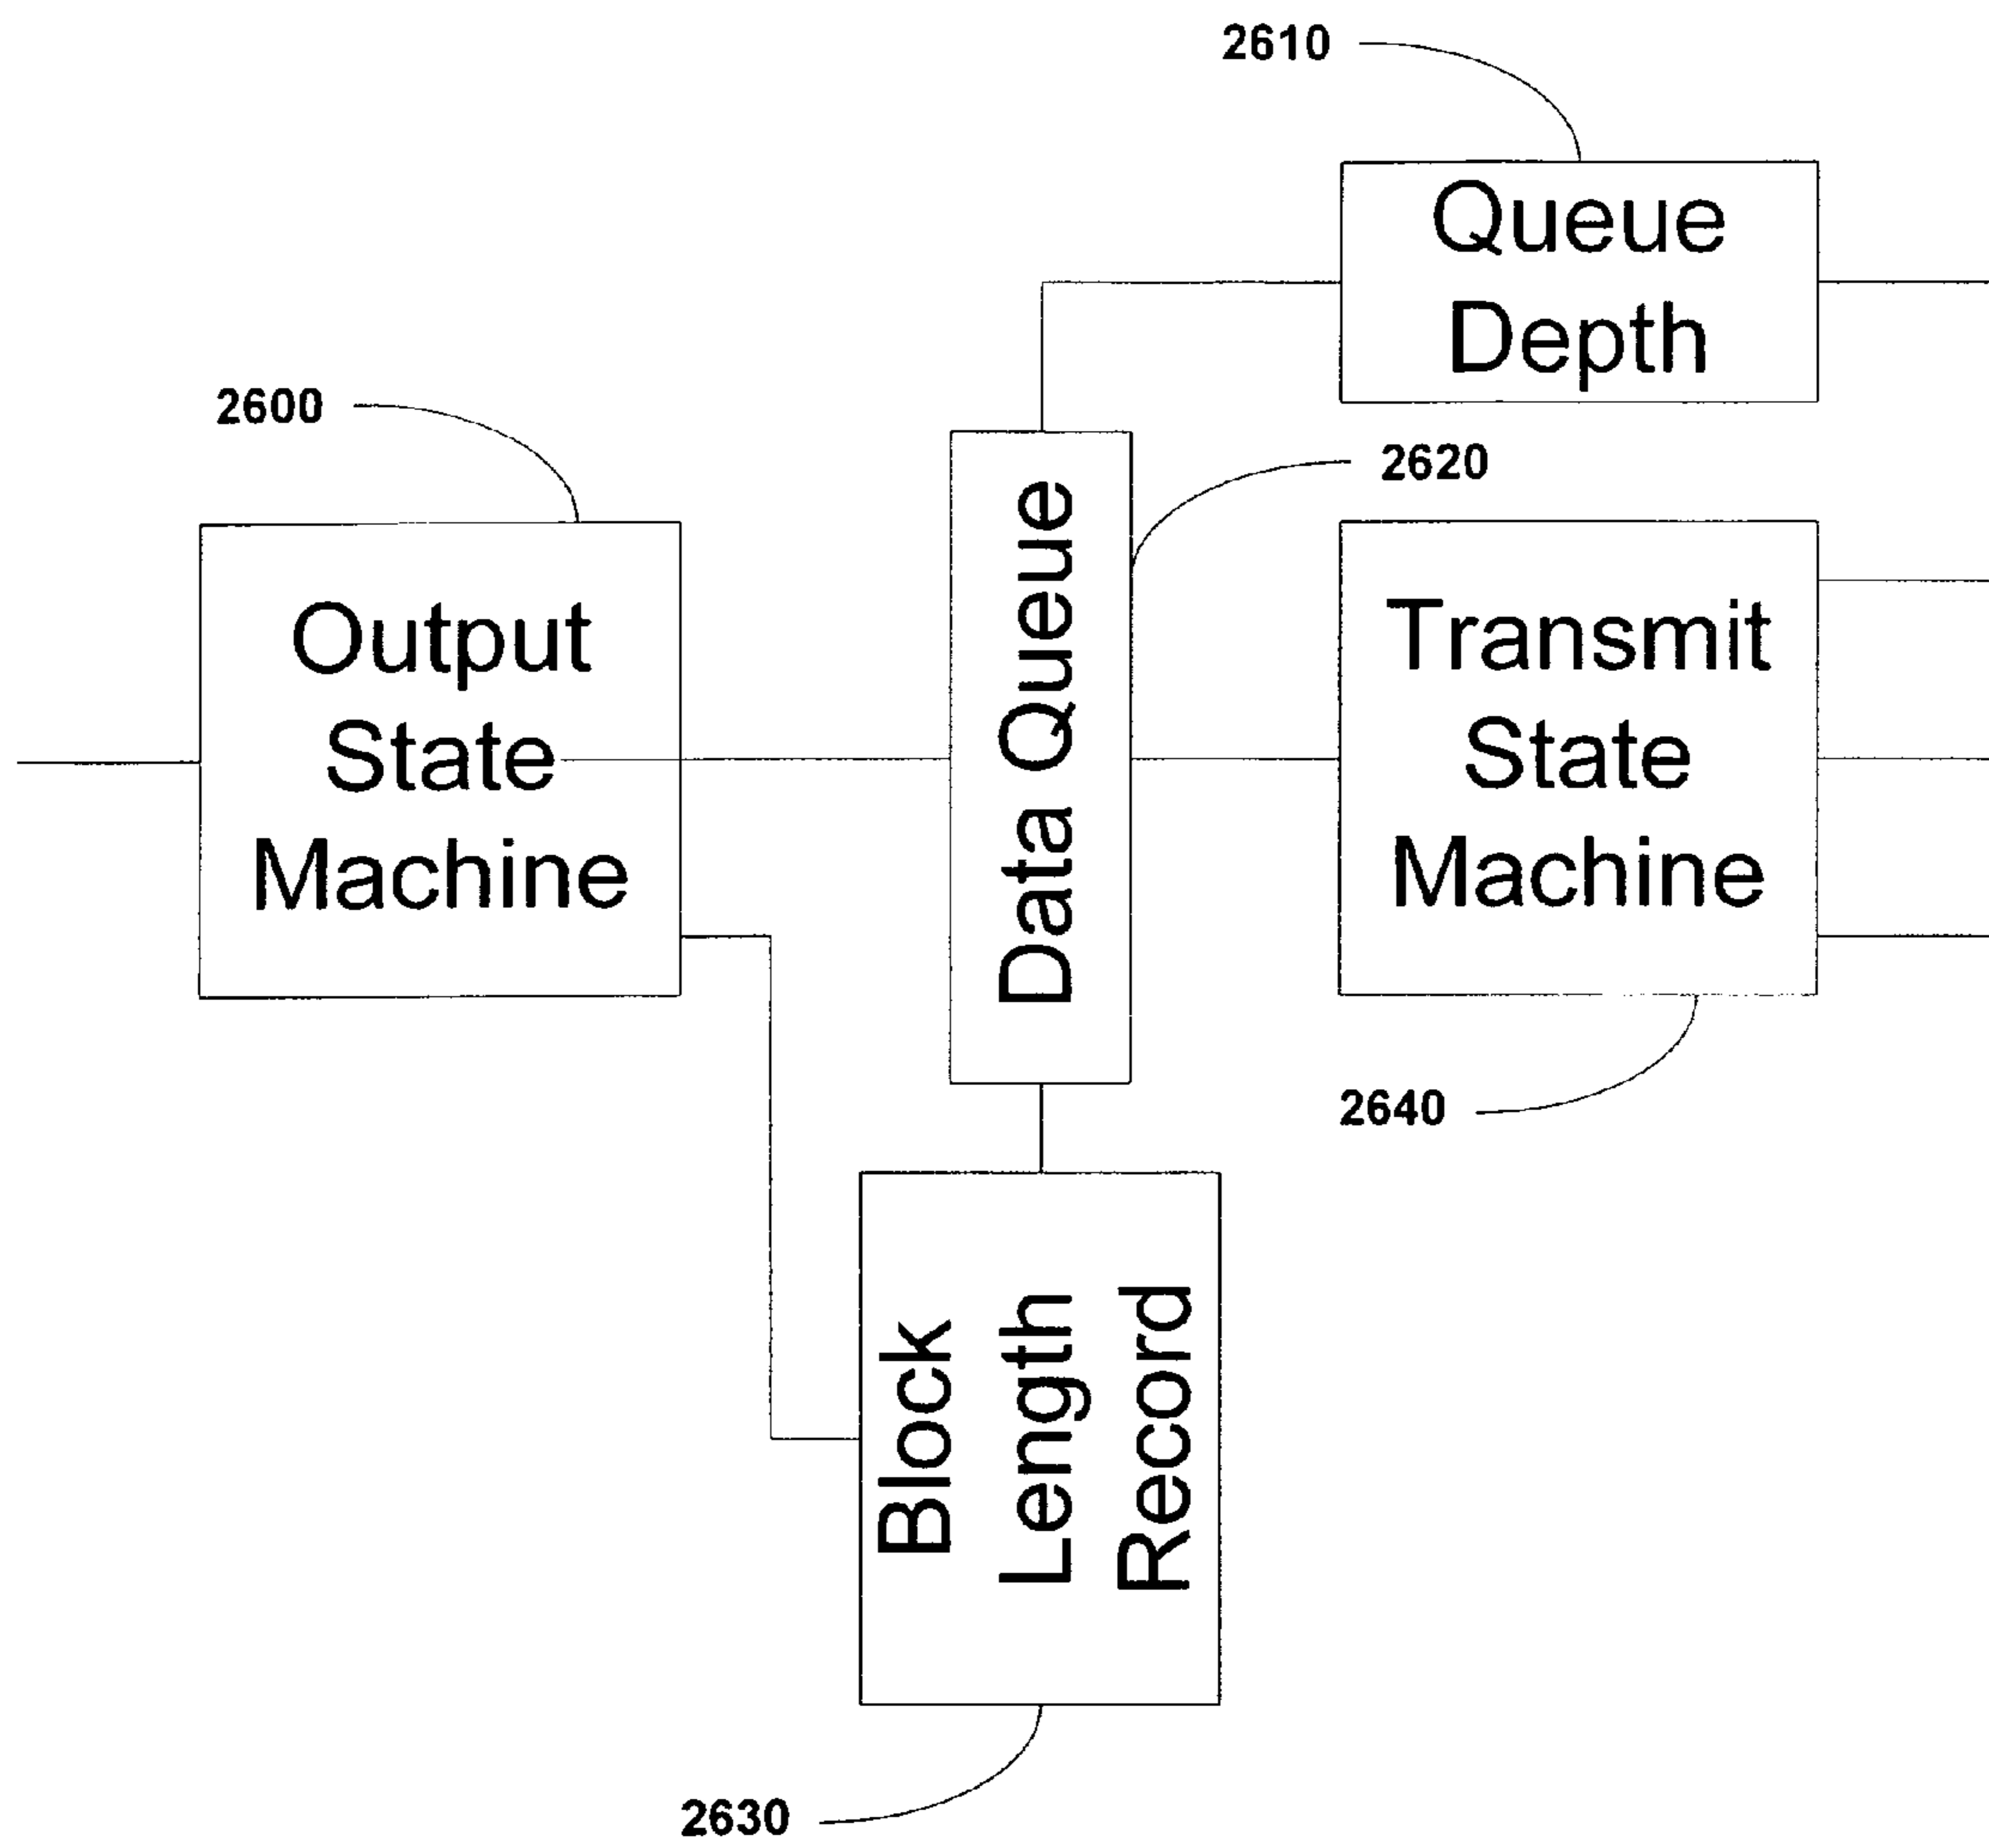 2610
Queue
Depth
2600
2620
Output
State
Machine
Data Queue
Transmit
State
Machine
2640
Block
Length
Record
2630